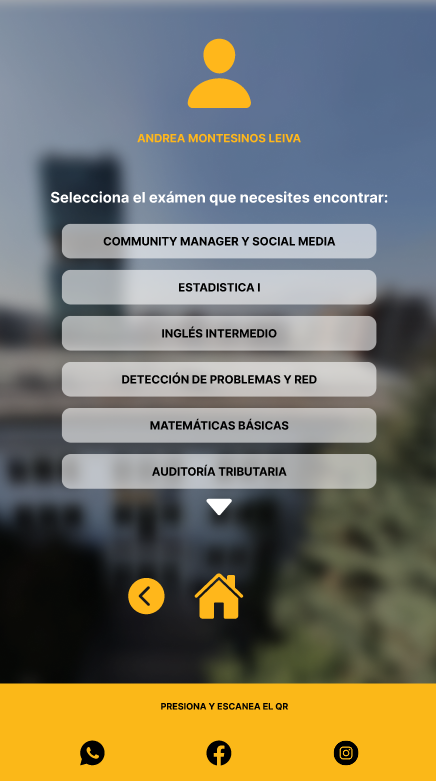 ANDREA MONTESINOS LEIVA
Selecciona el exámen que necesites encontrar:
COMMUNITY MANAGER Y SOCIAL MEDIA
ESTADISTICA I
INGLÉS INTERMEDIO
DETECCIÓN DE PROBLEMAS Y RED
MATEMÁTICAS BÁSICAS
AUDITORÍA TRIBUTARIA
PRESIONA Y ESCANEA EL QR